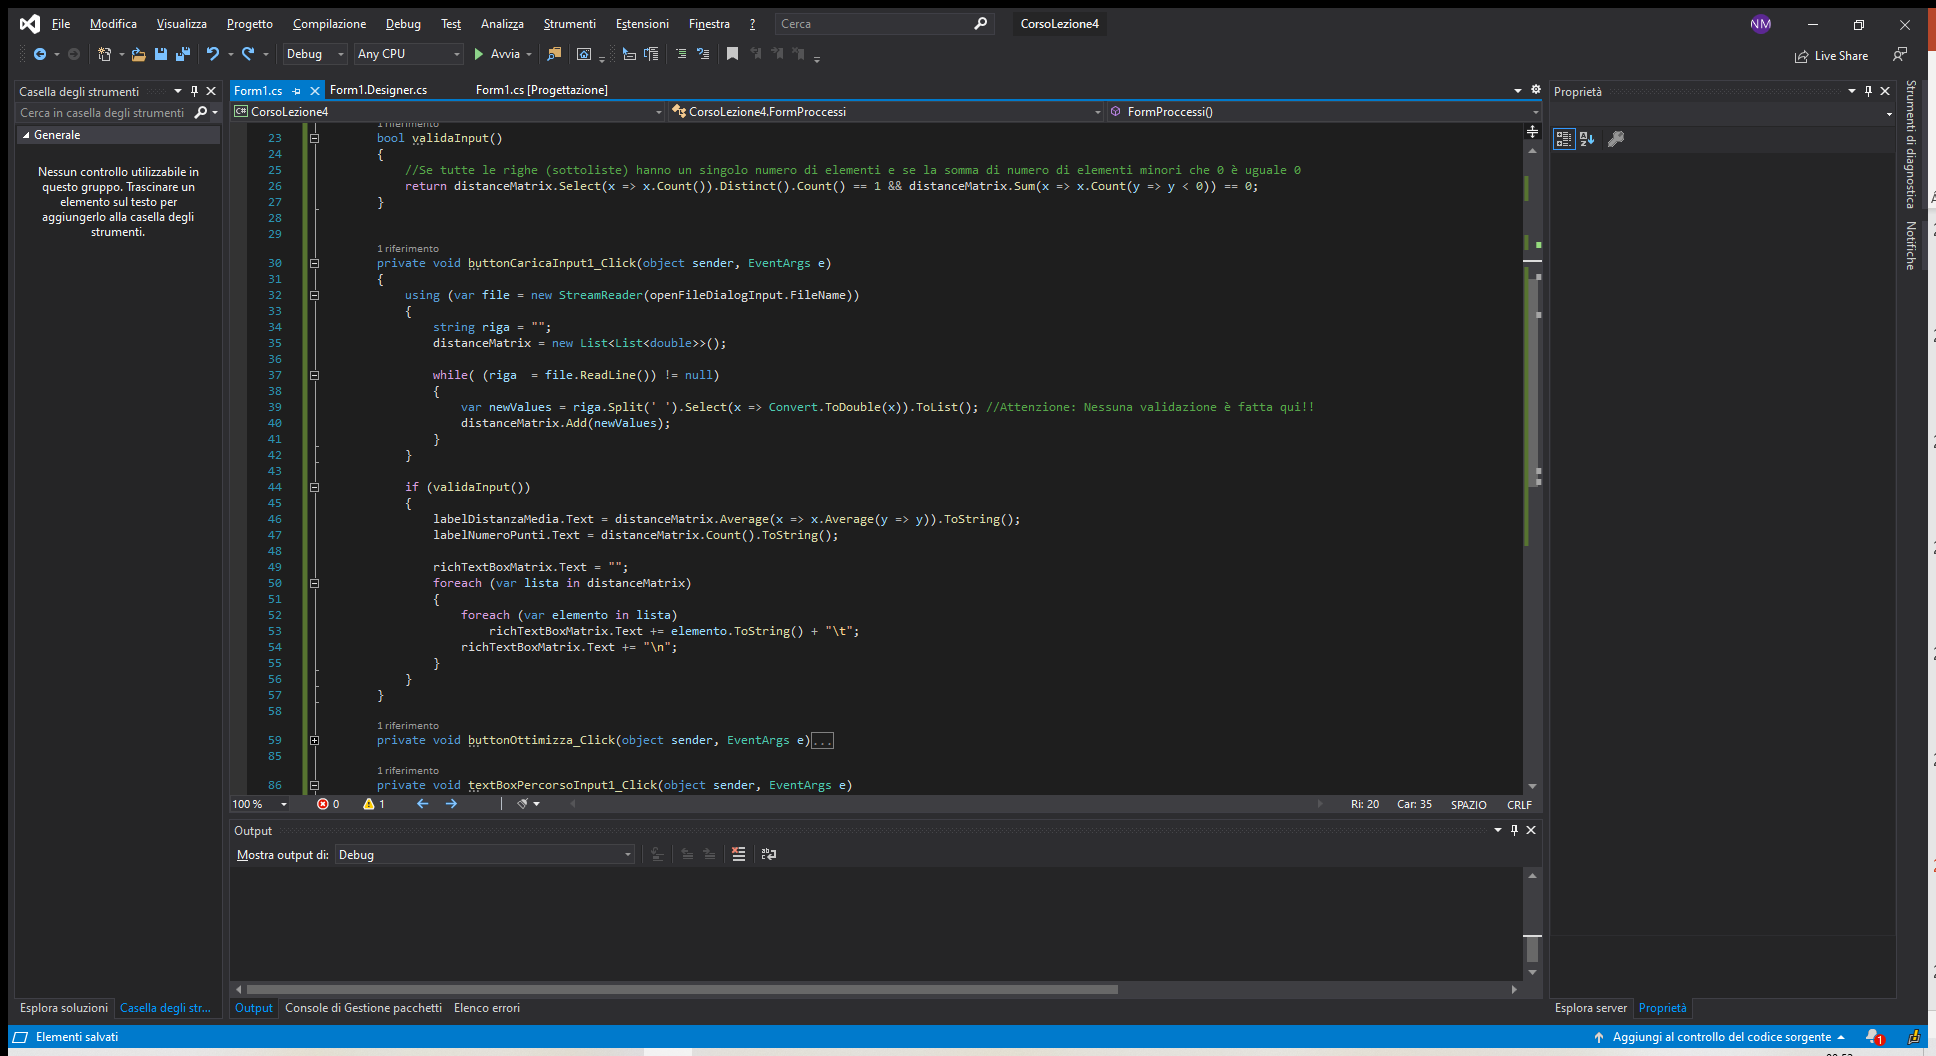 File Modifica Visualizza Progetto Compilazione Debug Test Analizza Strumenti Estensioni Finestra ? Cerca CorsoLezione4 NM
Debug Any CPU Avvia Live Share
Casella degli strumenti
Cerca in casella degli strumenti
Generale
Nessun controllo utilizzabile in
questo gruppo. Trascinare un
elemento sul testo per
aggiungerlo alla casella degli
strumenti.
Form1.cs Form1.Designer.cs Form1.cs [Progettazione]
C# CorsoLezione4 CorsoLezione4.FormProccessi FormProccessi()
1 riferimento
23 bool validaInput()
24 {
25 //Se tutte le righe (sottoliste) hanno un singolo numero di elementi e se la somma di numero di elementi minori che 0 è uguale 0
26 return distanceMatrix.Select(x => x.Count()).Distinct().Count() == 1 && distanceMatrix.Sum(x => x.Count(y => y < 0)) == 0;
27 }
28
29
1 riferimento
30 private void buttonCaricaInput1_Click(object sender, EventArgs e)
31 {
32 using (var file = new StreamReader(openFileDialogInput.FileName))
33 {
34 string riga = "";
35 distanceMatrix = new List<List<double>>();
36
37 while( (riga  = file.ReadLine()) != null)
38 {
39 var newValues = riga.Split(' ').Select(x => Convert.ToDouble(x)).ToList(); //Attenzione: Nessuna validazione è fatta qui!!
40 distanceMatrix.Add(newValues);
41 }
42 }
43
44 if (validaInput())
45 {
46 labelDistanzaMedia.Text = distanceMatrix.Average(x => x.Average(y => y)).ToString();
47 labelNumeroPunti.Text = distanceMatrix.Count().ToString();
48
49 richTextBoxMatrix.Text = "";
50 foreach (var lista in distanceMatrix)
51 {
52 foreach (var elemento in lista)
53 richTextBoxMatrix.Text += elemento.ToString() + "\t";
54 richTextBoxMatrix.Text += "\n";
55 }
56 }
57 }
58
1 riferimento
59 private void buttonOttimizza_Click(object sender, EventArgs e)...
85
1 riferimento
86 private void textBoxPercorsoInput1_Click(object sender, EventArgs e)
100 % 0 1 Ri: 20 Car: 35 SPAZIO CRLF
Output
Mostra output di: Debug
Proprietà
Strumenti di diagnostica
Notifiche
Esplora soluzioni Casella degli str... Output Console di Gestione pacchetti Elenco errori Esplora server Proprietà
Elementi salvati Aggiungi al controllo del codice sorgente 1